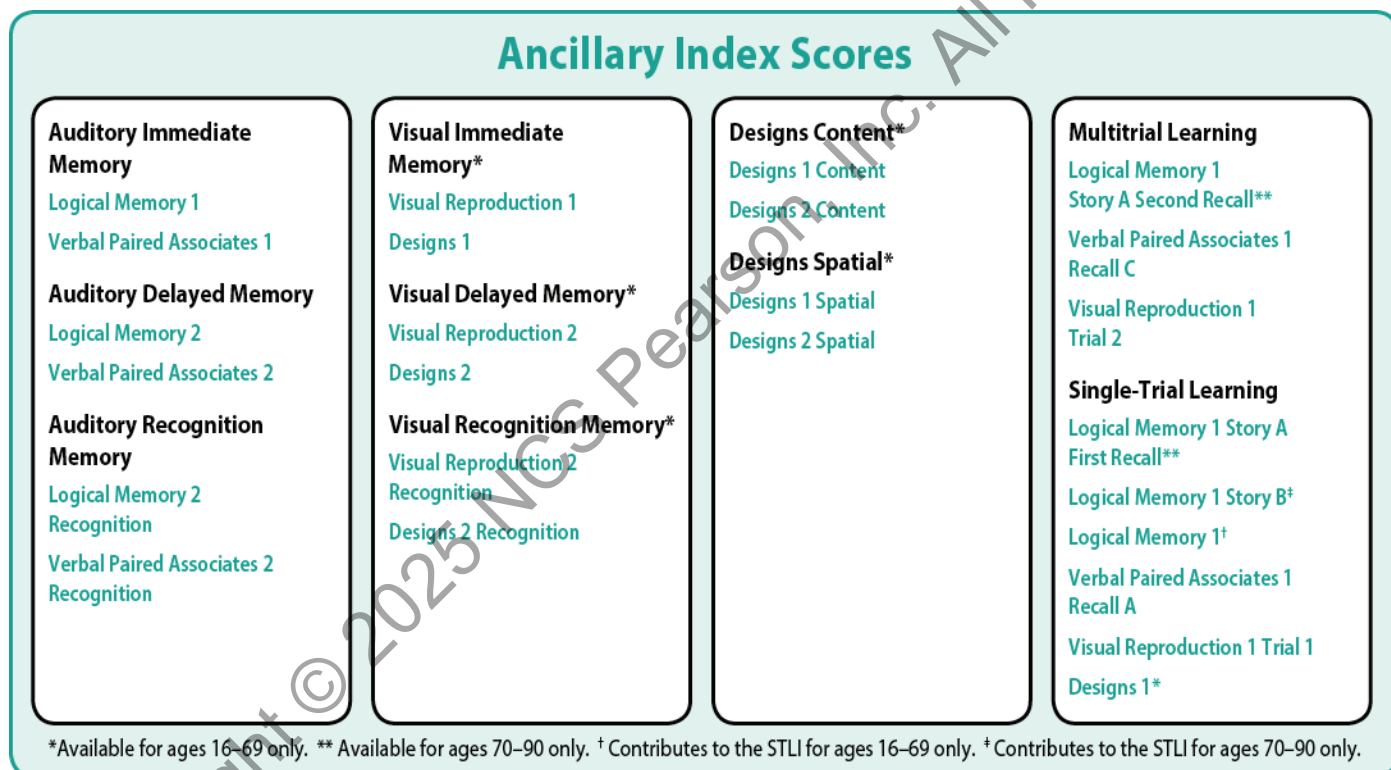 Ancillary Index Scores
Auditory Immediate
Memory
Logical Memory 1
Verbal Paired Associates 1
Auditory Delayed Memory
Logical Memory 2
Verbal Paired Associates 2
Auditory Recognition
Memory
Logical Memory 2
Recognition
Verbal Paired Associates 2
Recognition
Visual Immediate
Memory*
Visual Reproduction 1
Designs 1
Visual Delayed Memory*
Visual Reproduction 2
Designs 2
Visual Recognition Memory*
Visual Reproduction 2
Recognition
Designs 2 Recognition
Designs Content*
Designs 1 Content
Designs 2 Content
Designs Spatial*
Designs 1 Spatial
Designs 2 Spatial
Multitrial Learning
Logical Memory 1
Story A Second Recall**
Verbal Paired Associates 1
Recall C
Visual Reproduction 1
Trial 2
Single-Trial Learning
Logical Memory 1 Story A
First Recall**
Logical Memory 1 Story B‡
Logical Memory 1†
Verbal Paired Associates 1
Recall A
Visual Reproduction 1 Trial 1
Designs 1*
*Available for ages 16–69 only. ** Available for ages 70–90 only. † Contributes to the STLI for ages 16–69 only. ‡ Contributes to the STLI for ages 70–90 only.
ght © 2025 NCS Pearson, Inc. All